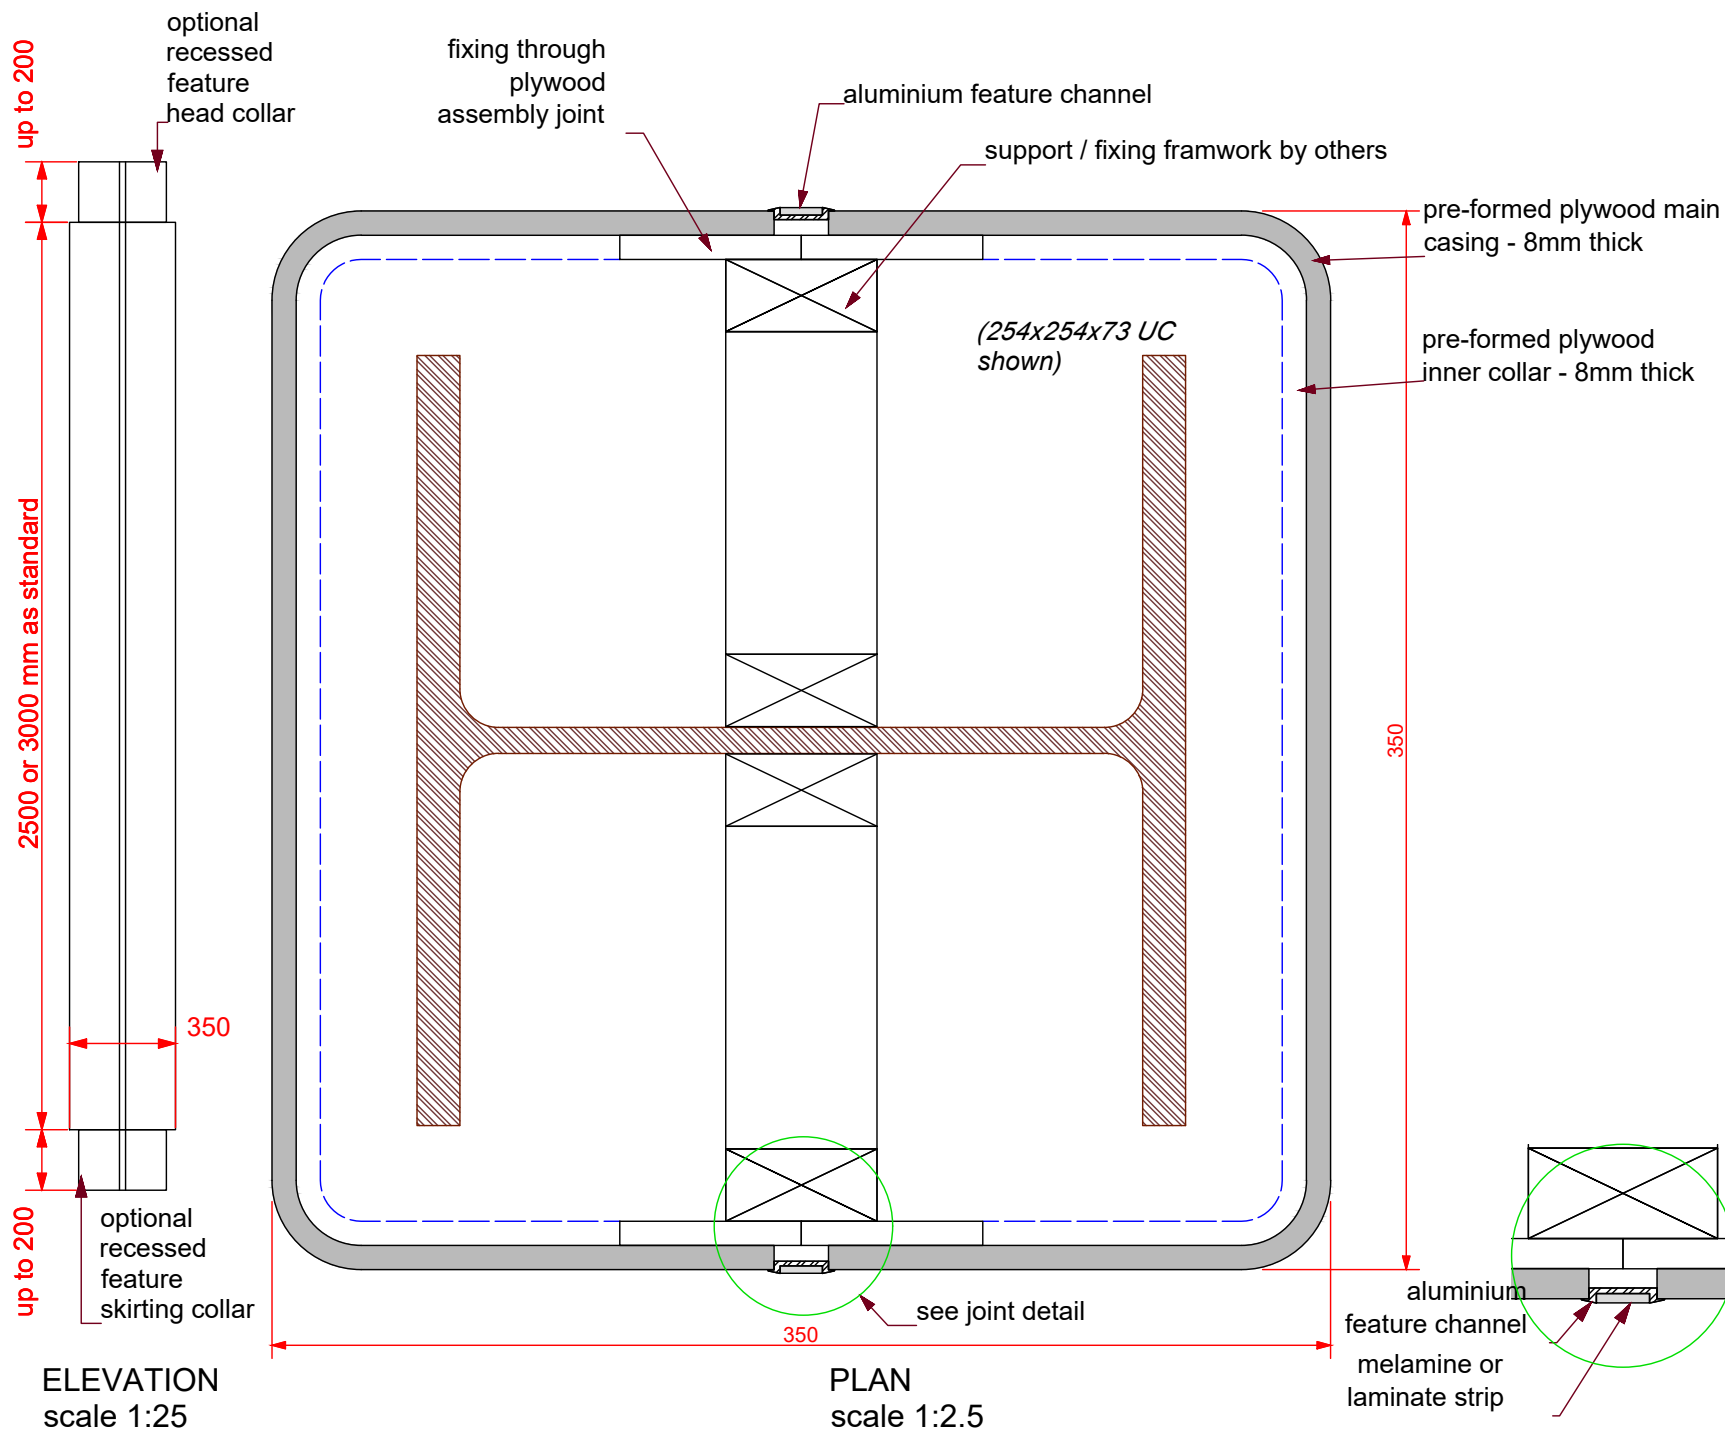 optional
recessed
feature
head collar
up to 200
2500 or 3000 mm as standard
350
up to 200
optional
recessed
feature
skirting collar
ELEVATION
scale 1:25
fixing through
plywood
assembly joint
aluminium feature channel
support / fixing framwork by others
pre-formed plywood main
casing - 8mm thick
(254x254x73 UC
shown)
pre-formed plywood
inner collar - 8mm thick
350
see joint detail
350
PLAN
scale 1:2.5
aluminium
feature channel
melamine or
laminate strip